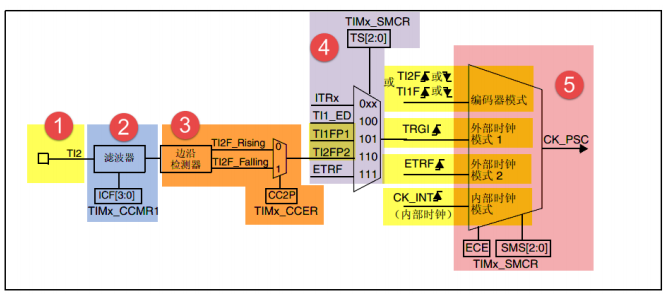 TIMx_SMCR
TS[2:0]
4
5
1
2
3
TI2
滤波器
ICF[3:0]
TIMx_CCMR1
边沿
检测器
TI2F_Rising
TI2F_Falling
0
1
CC2P
TIMx_CCER
ITRx
TI1_ED
TI1FP1
TI2FP2
ETRF
0xx
100
101
110
111
或
TI2F或
TI1F或
编码器模式
TRGI
外部时钟
模式 1
ETRF
外部时钟
模式 2
CK_INT
(内部时钟)
内部时钟
模式
CK_PSC
ECE
SMS[2:0]
TIMx_SMCR